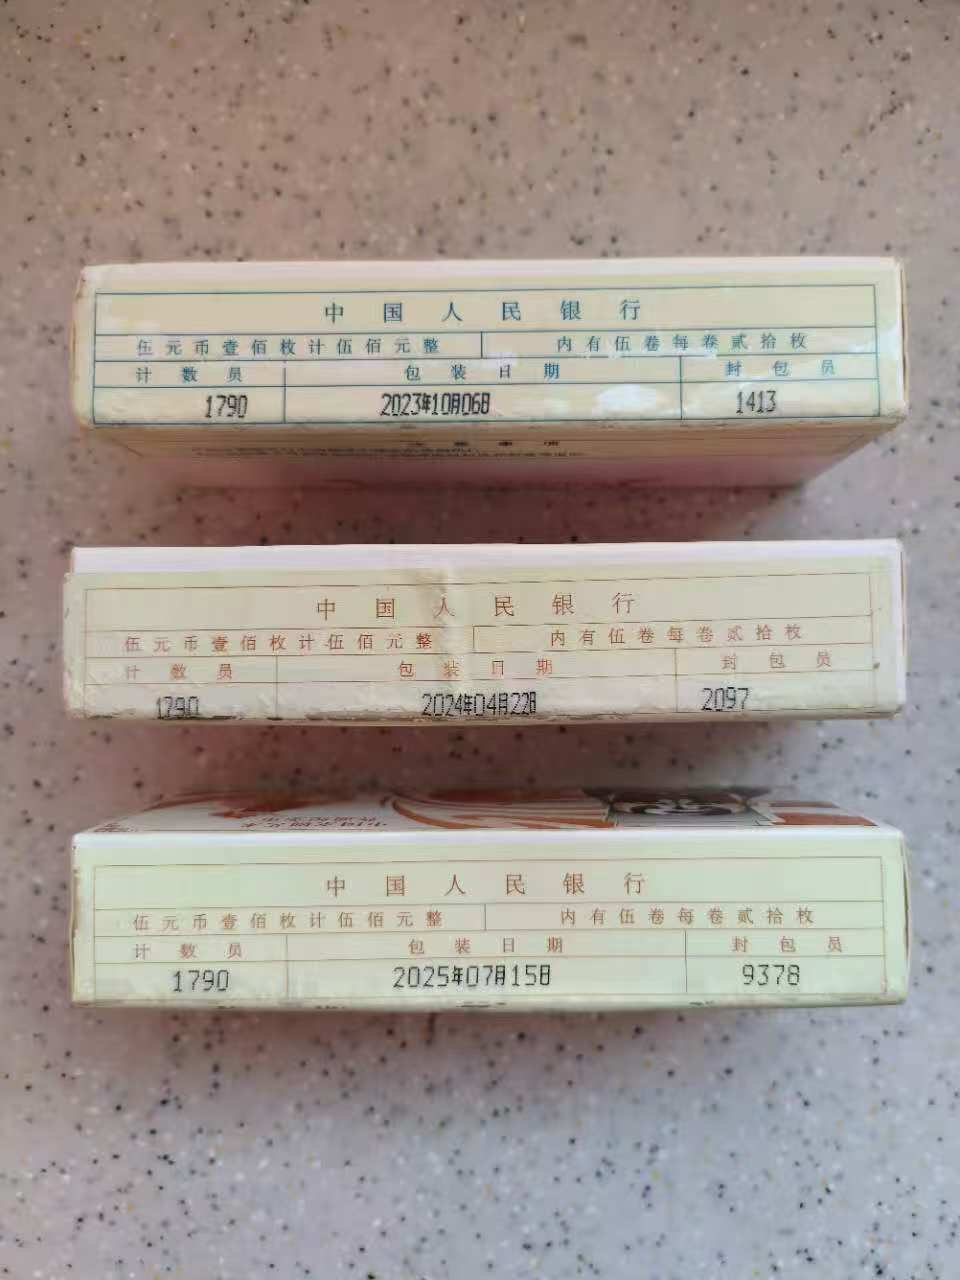 中国人民银行
伍元币壹佰枚计伍佰元整 内有伍卷每卷贰拾枚
计数员 包装日期 封包员
1790 2023年10月06日 1413
中国人民银行
伍元币壹佰枚计伍佰元整 内有伍卷每卷贰拾枚
计数员 包装日期 封包员
1790 2024年04月22日 2097
中国人民银行
伍元币壹佰枚计伍佰元整 内有伍卷每卷贰拾枚
计数员 包装日期 封包员
1790 2025年07月15日 9378